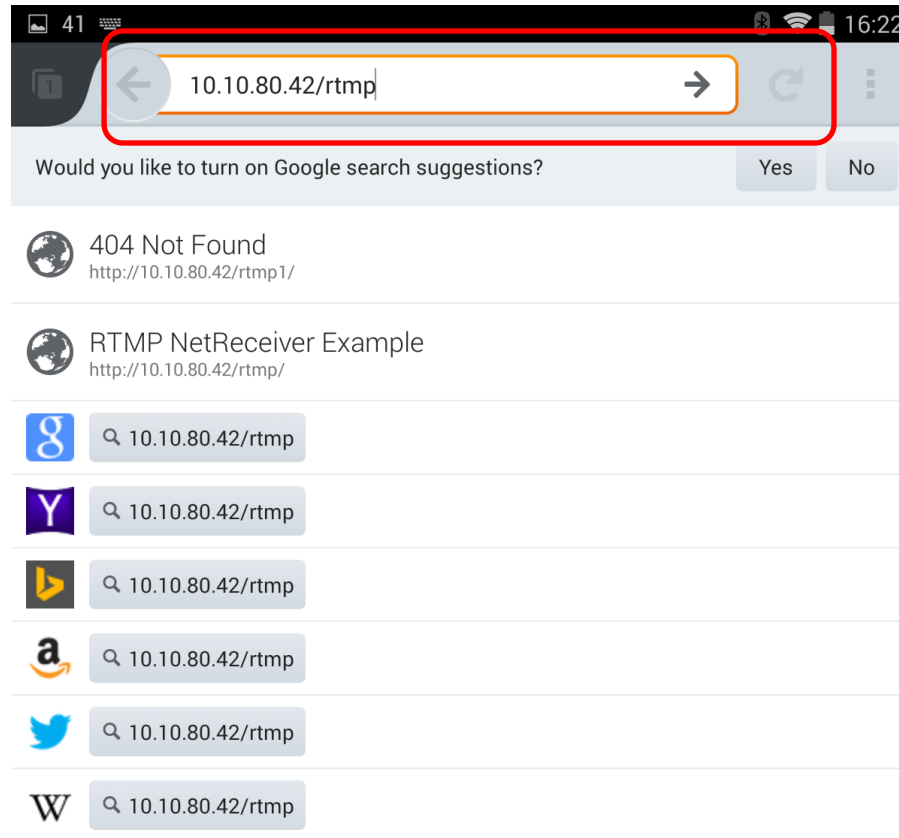 41 16:22
1 10.10.80.42/rtmp
Would you like to turn on Google search suggestions? Yes No
404 Not Found
http://10.10.80.42/rtmp1/
RTMP NetReceiver Example
http://10.10.80.42/rtmp/
g 10.10.80.42/rtmp
Y 10.10.80.42/rtmp
b 10.10.80.42/rtmp
a 10.10.80.42/rtmp
10.10.80.42/rtmp
W 10.10.80.42/rtmp